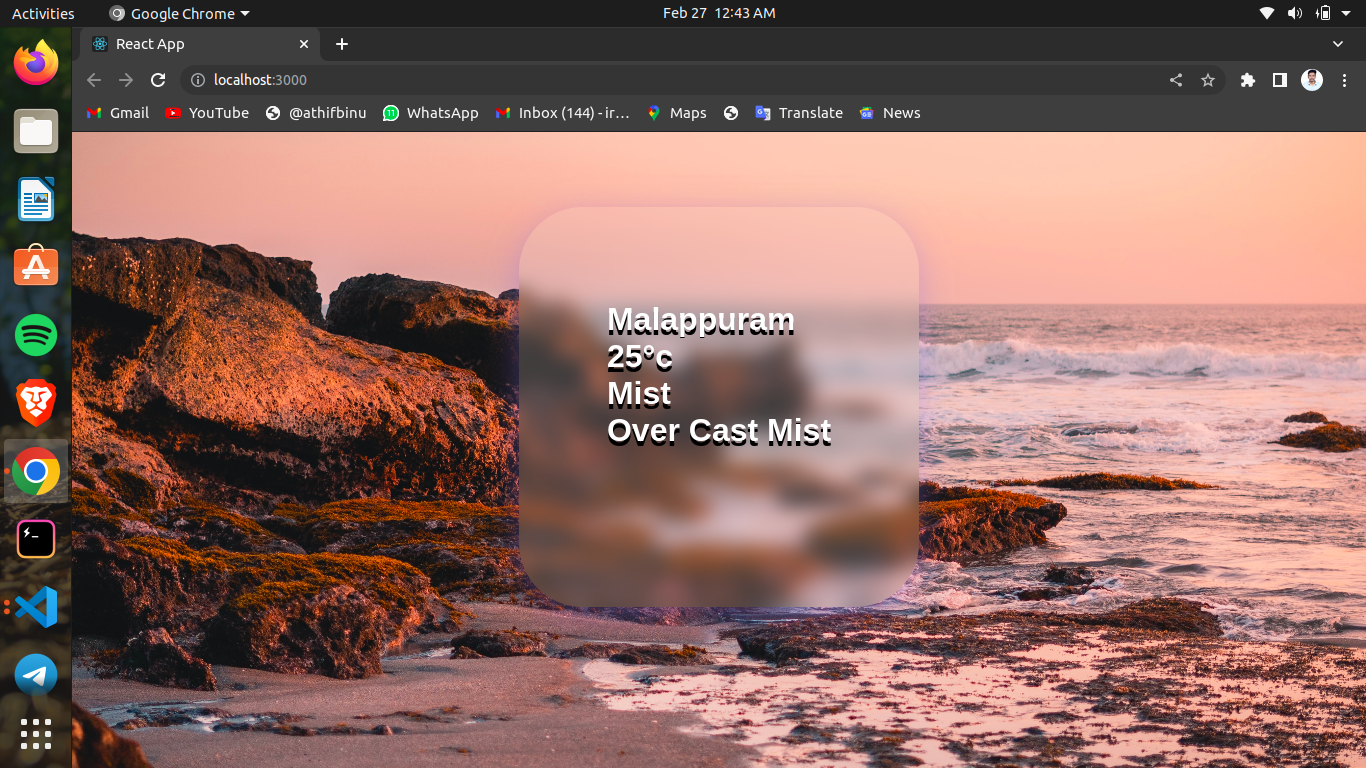 Activities Google Chrome Feb 27 12:43 AM
React App
localhost:3000
Gmail YouTube @athifbinu WhatsApp Inbox (144) - ir… Maps Translate News
Malappuram
25°c
Mist
Over Cast Mist